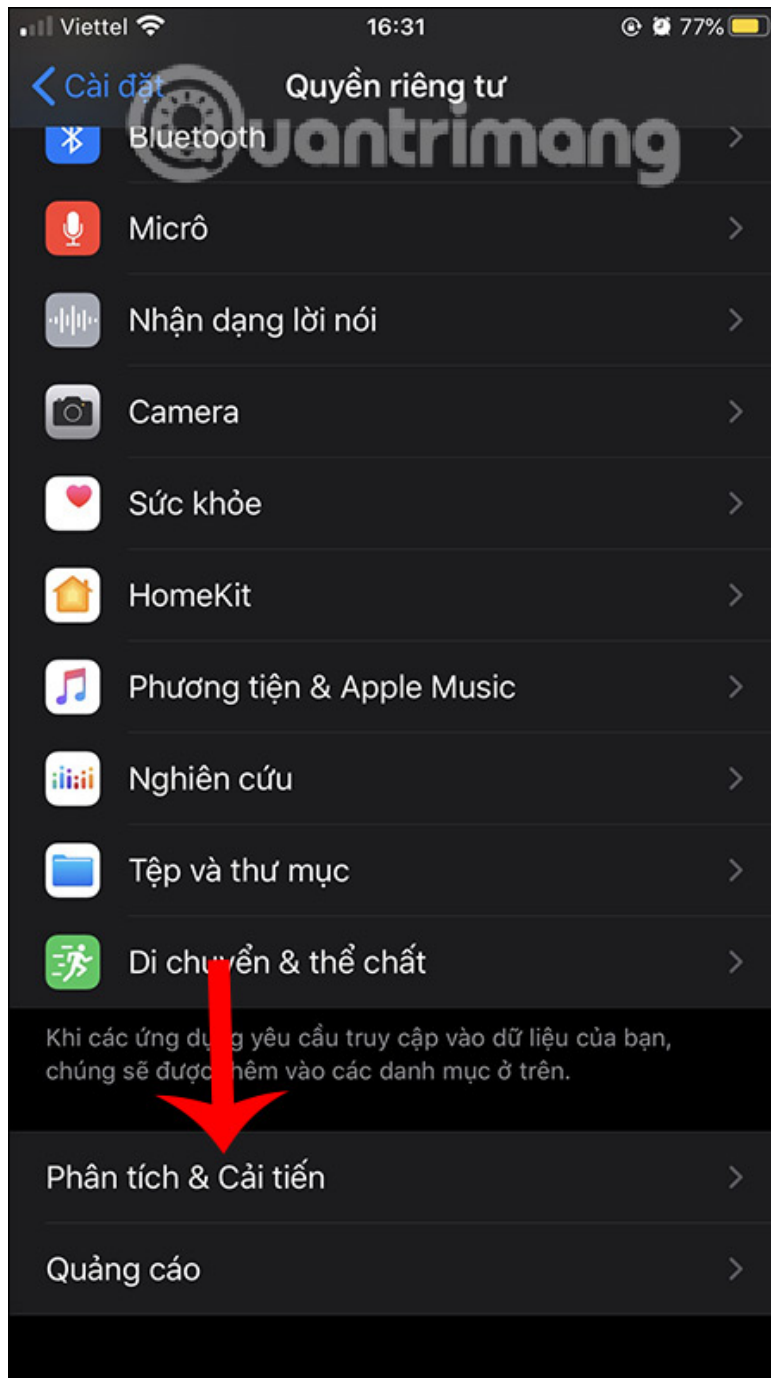 Viettel 16:31 77%
Cài đặt Quyền riêng tư
Quantrimang
Bluetooth
Micrô
Nhận dạng lời nói
Camera
Sức khỏe
HomeKit
Phương tiện & Apple Music
Nghiên cứu
Tệp và thư mục
Di chuyển & thể chất
Khi các ứng dụng yêu cầu truy cập vào dữ liệu của bạn,
chúng sẽ được thêm vào các danh mục ở trên.
Phân tích & Cải tiến
Quảng cáo